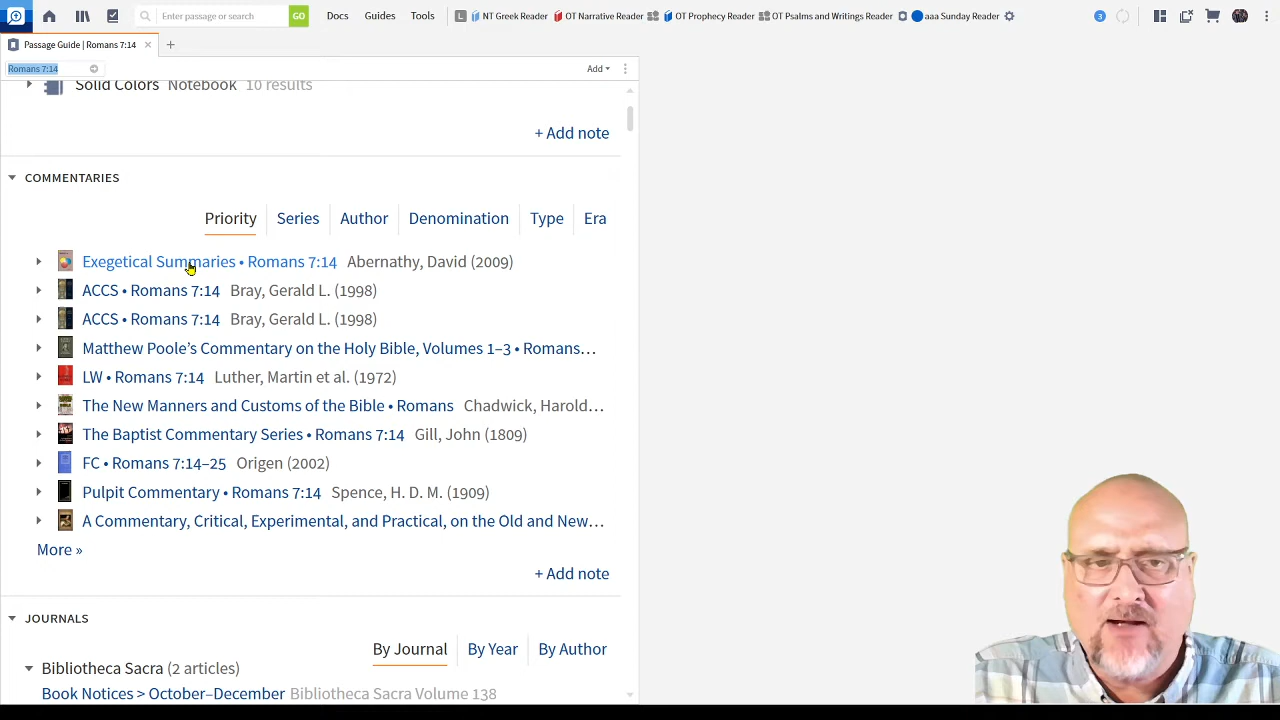 Enter passage or search GO Docs Guides Tools L NT Greek Reader OT Narrative Reader OT Prophecy Reader OT Psalms and Writings Reader aaa Sunday Reader 3
Passage Guide | Romans 7:14
Romans 7:14 Add
Solid Colors Notebook 10 results
+ Add note
COMMENTARIES
Priority Series Author Denomination Type Era
Exegetical Summaries • Romans 7:14 Abernathy, David (2009)
ACCS • Romans 7:14 Bray, Gerald L. (1998)
ACCS • Romans 7:14 Bray, Gerald L. (1998)
Matthew Poole’s Commentary on the Holy Bible, Volumes 1–3 • Romans…
LW • Romans 7:14 Luther, Martin et al. (1972)
The New Manners and Customs of the Bible • Romans Chadwick, Harold…
The Baptist Commentary Series • Romans 7:14 Gill, John (1809)
FC • Romans 7:14–25 Origen (2002)
Pulpit Commentary • Romans 7:14 Spence, H. D. M. (1909)
A Commentary, Critical, Experimental, and Practical, on the Old and New…
More »
+ Add note
JOURNALS
By Journal By Year By Author
Bibliotheca Sacra (2 articles)
Book Notices > October–December Bibliotheca Sacra Volume 138